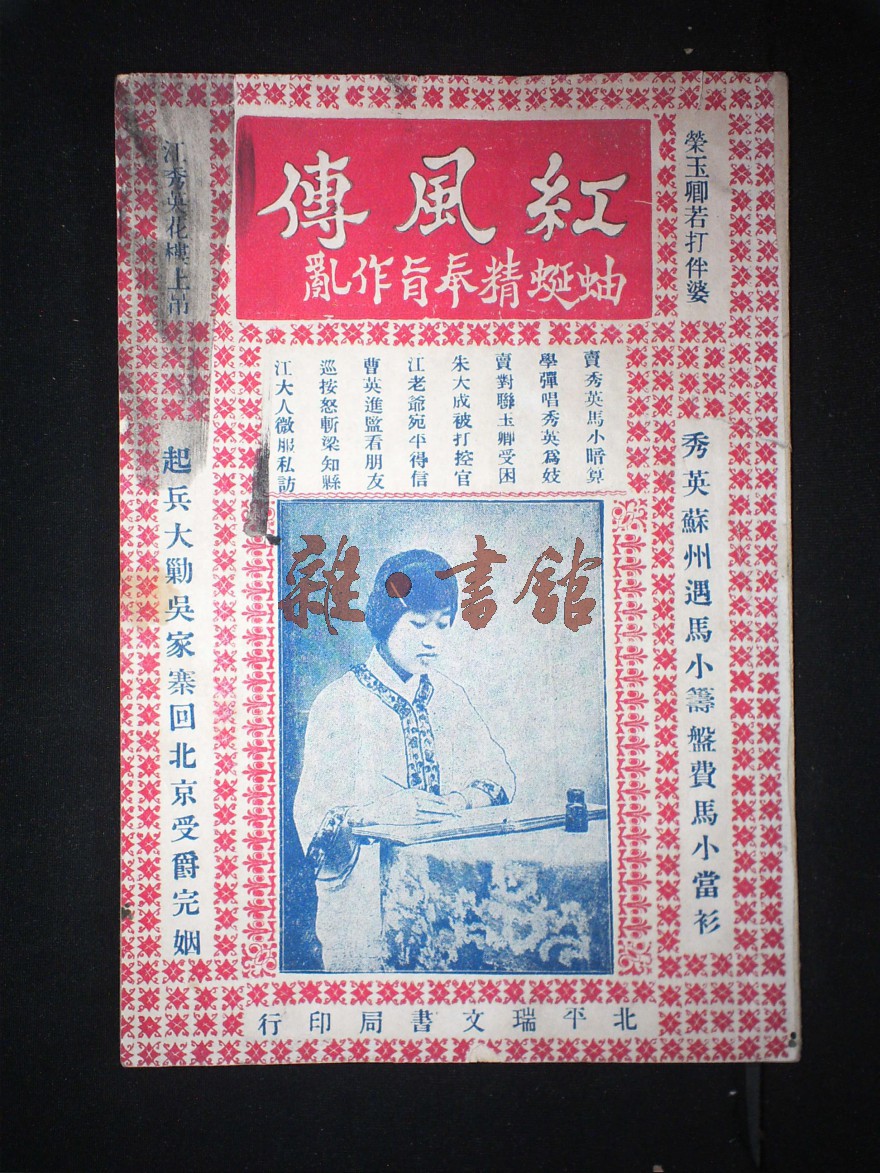 紅風傳
蚰蜒精奉旨作亂
榮玉卿若打伴婆
秀英蘇州遇馬小籌盤費馬小當衫
賣秀英馬小暗算
學彈唱秀英爲妓
賣對聯玉卿受困
朱大成被打控官
江老爺宛平得信
曹英進監看朋友
巡按怒斬梁知縣
江大人微服私訪
江秀英花樓上吊
起兵大勦吳家寨回北京受爵完姻
雜·書舘
北平瑞文書局印行